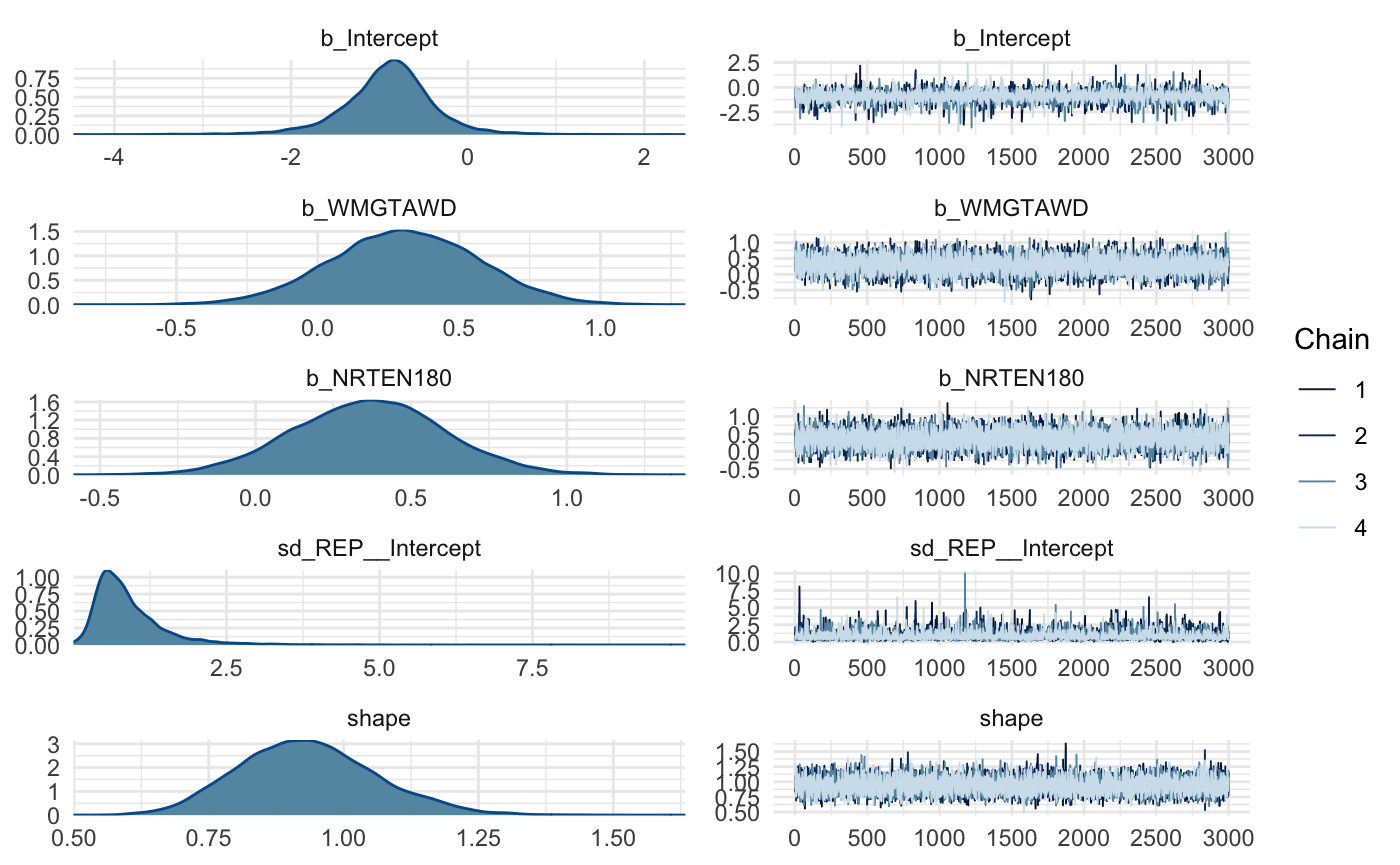 b_Intercept
0.75
0.50
0.25
0.00
-4 -2 0 2
b_Intercept
2.5
0.0
-2.5
0 500 1000 1500 2000 2500 3000
b_WMGTAWD
1.5
1.0
0.5
0.0
-0.5 0.0 0.5 1.0
b_WMGTAWD
1.0
0.5
0.0
-0.5
0 500 1000 1500 2000 2500 3000
b_NRTEN180
1.6
1.2
0.8
0.4
0.0
-0.5 0.0 0.5 1.0
b_NRTEN180
1.0
0.5
0.0
-0.5
0 500 1000 1500 2000 2500 3000
sd_REP__Intercept
1.00
0.75
0.50
0.25
0.00
2.5 5.0 7.5
sd_REP__Intercept
10.0
7.5
5.0
2.5
0.0
0 500 1000 1500 2000 2500 3000
shape
3
2
1
0
0.50 0.75 1.00 1.25 1.50
shape
1.50
1.25
1.00
0.75
0.50
0 500 1000 1500 2000 2500 3000
Chain
1
2
3
4